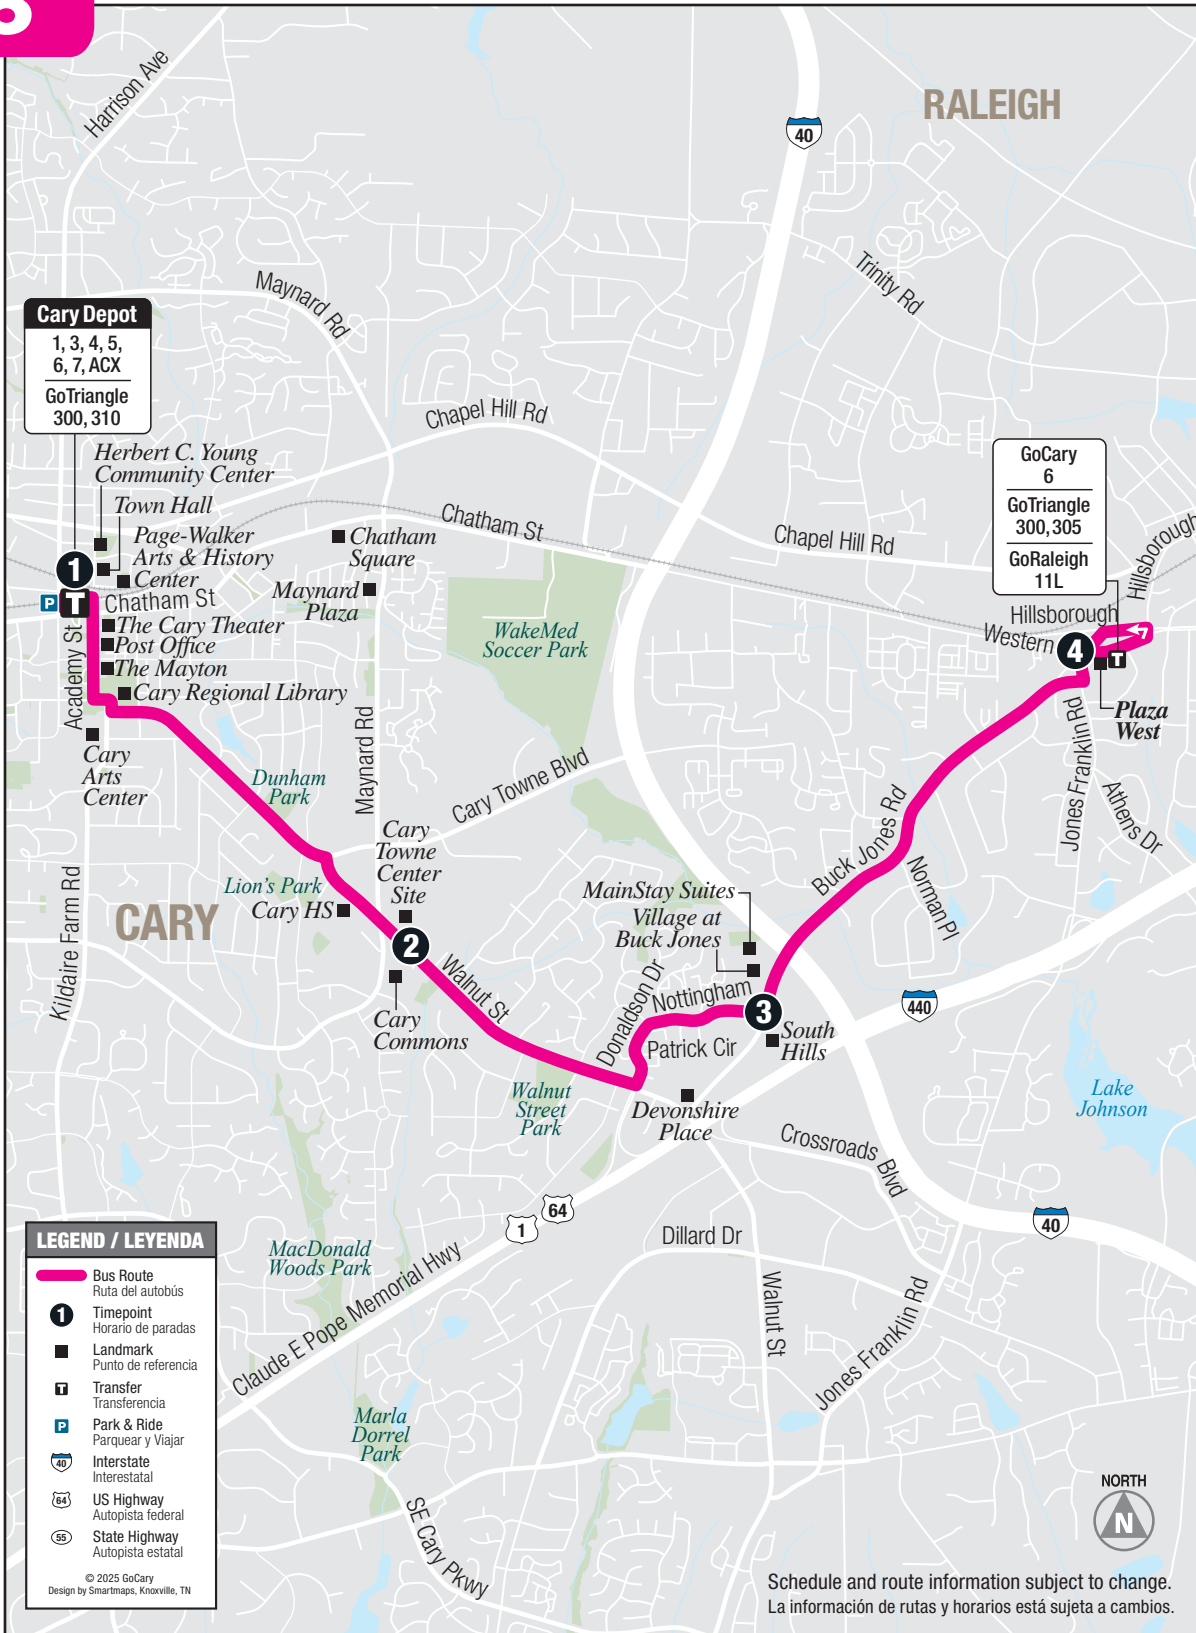 RALEIGH
Harrison Ave
40
Trinity Rd
Maynard Rd
Cary Depot
1, 3, 4, 5,
6, 7, ACX
GoTriangle
300, 310
Chapel Hill Rd
Herbert C. Young
Community Center
Town Hall
Page-Walker
Arts & History
Center
Chatham St
Chatham
Square
Chapel Hill Rd
GoCary
6
GoTriangle
300, 305
GoRaleigh
11L
Hillsborough
Hillsborough
Western
1
P
T
Chatham St
Maynard
Plaza
The Cary Theater
Post Office
The Mayton
Cary Regional Library
Academy St
WakeMed
Soccer Park
4
T
Plaza
West
Jones Franklin Rd
Athens Dr
Cary
Arts
Center
Maynard Rd
Dunham
Park
Cary Towne Blvd
Cary
Towne
Center
Site
Lion's Park
Cary HS
CARY
Kildaire Farm Rd
2
Walnut St
Cary
Commons
Buck Jones Rd
Norman Pl
MainStay Suites
Village at
Buck Jones
Donaldson Dr
Nottingham
3
Patrick Cir
South
Hills
440
Walnut
Street
Park
Devonshire
Place
Lake
Johnson
Crossroads Blvd
64
1
40
Dillard Dr
MacDonald
Woods Park
Claude E Pope Memorial Hwy
Walnut St
Jones Franklin Rd
Marla
Dorrel
Park
SE Cary Pkwy
LEGEND / LEYENDA
Bus Route
Ruta del autobús
1
Timepoint
Horario de paradas
Landmark
Punto de referencia
T
Transfer
Transferencia
P
Park & Ride
Parquear y Viajar
40
Interstate
Interestatal
64
US Highway
Autopista federal
55
State Highway
Autopista estatal
© 2025 GoCary
Design by Smartmaps, Knoxville, TN
NORTH
N
Schedule and route information subject to change.
La información de rutas y horarios está sujeta a cambios.